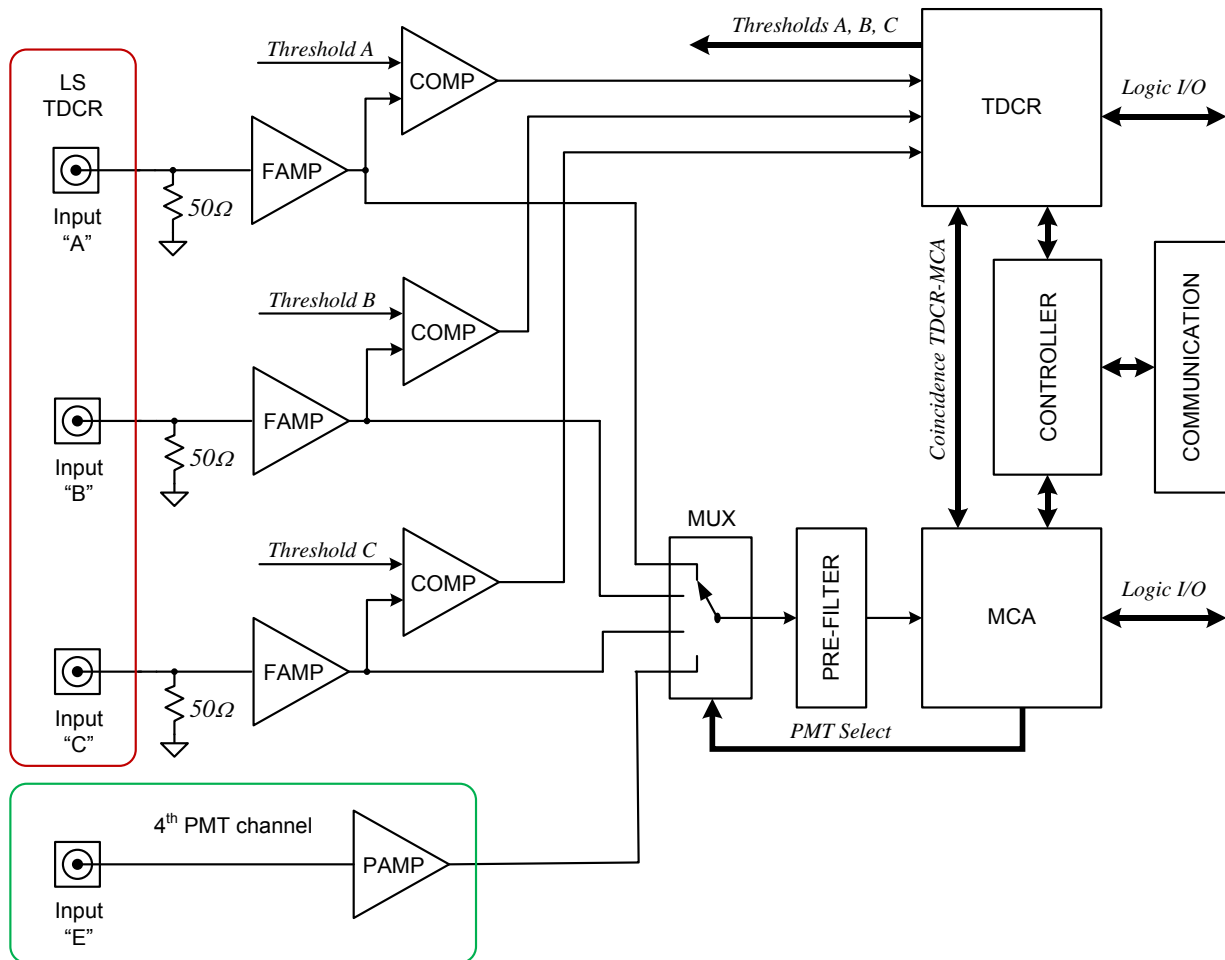 Thresholds A, B, C
Threshold A
LS
TDCR
COMP
TDCR
Logic I/O
FAMP
50Ω
Input
“A”
Threshold B
COMP
FAMP
50Ω
Input
“B”
Coincidence TDCR-MCA
CONTROLLER
COMMUNICATION
MUX
Threshold C
COMP
PRE-FILTER
MCA
Logic I/O
FAMP
50Ω
Input
“C”
PMT Select
4th PMT channel
PAMP
Input
“E”